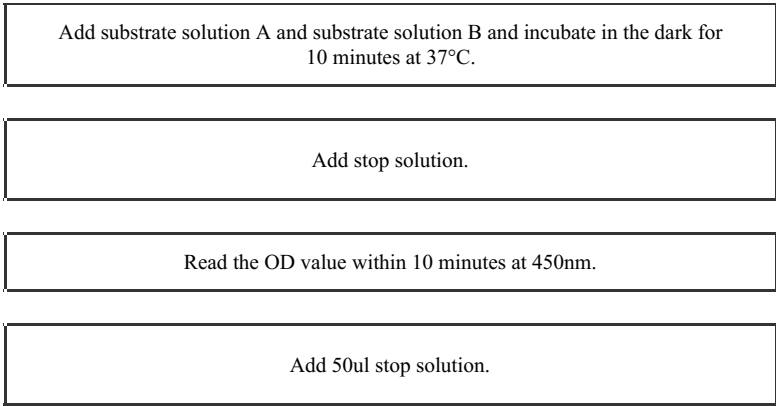 Add substrate solution A and substrate solution B and incubate in the dark for
10 minutes at 37°C.
Add stop solution.
Read the OD value within 10 minutes at 450nm.
Add 50ul stop solution.